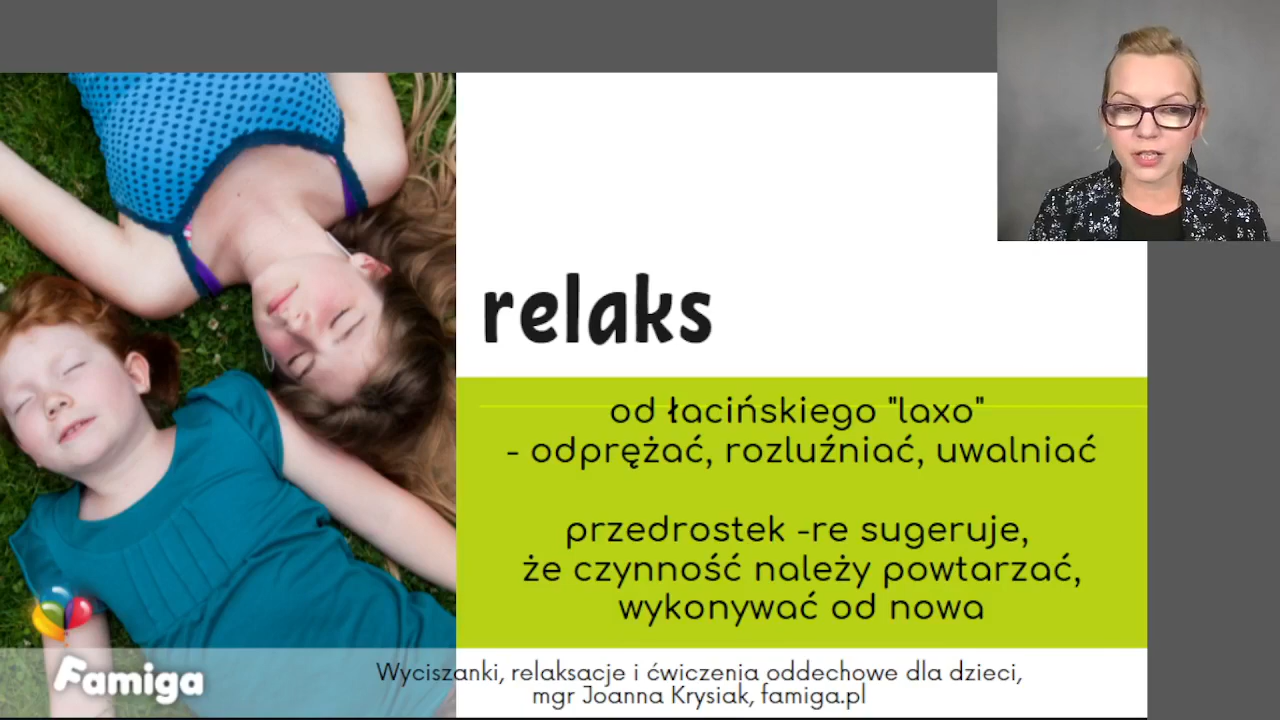 relaks
od łacińskiego "laxo"
- odprężać, rozluźniać, uwalniać
przedrostek -re sugeruje,
że czynność należy powtarzać,
wykonywać od nowa
Famiga
Wyciszanki, relaksacje i ćwiczenia oddechowe dla dzieci,
mgr Joanna Krysiak, famiga.pl